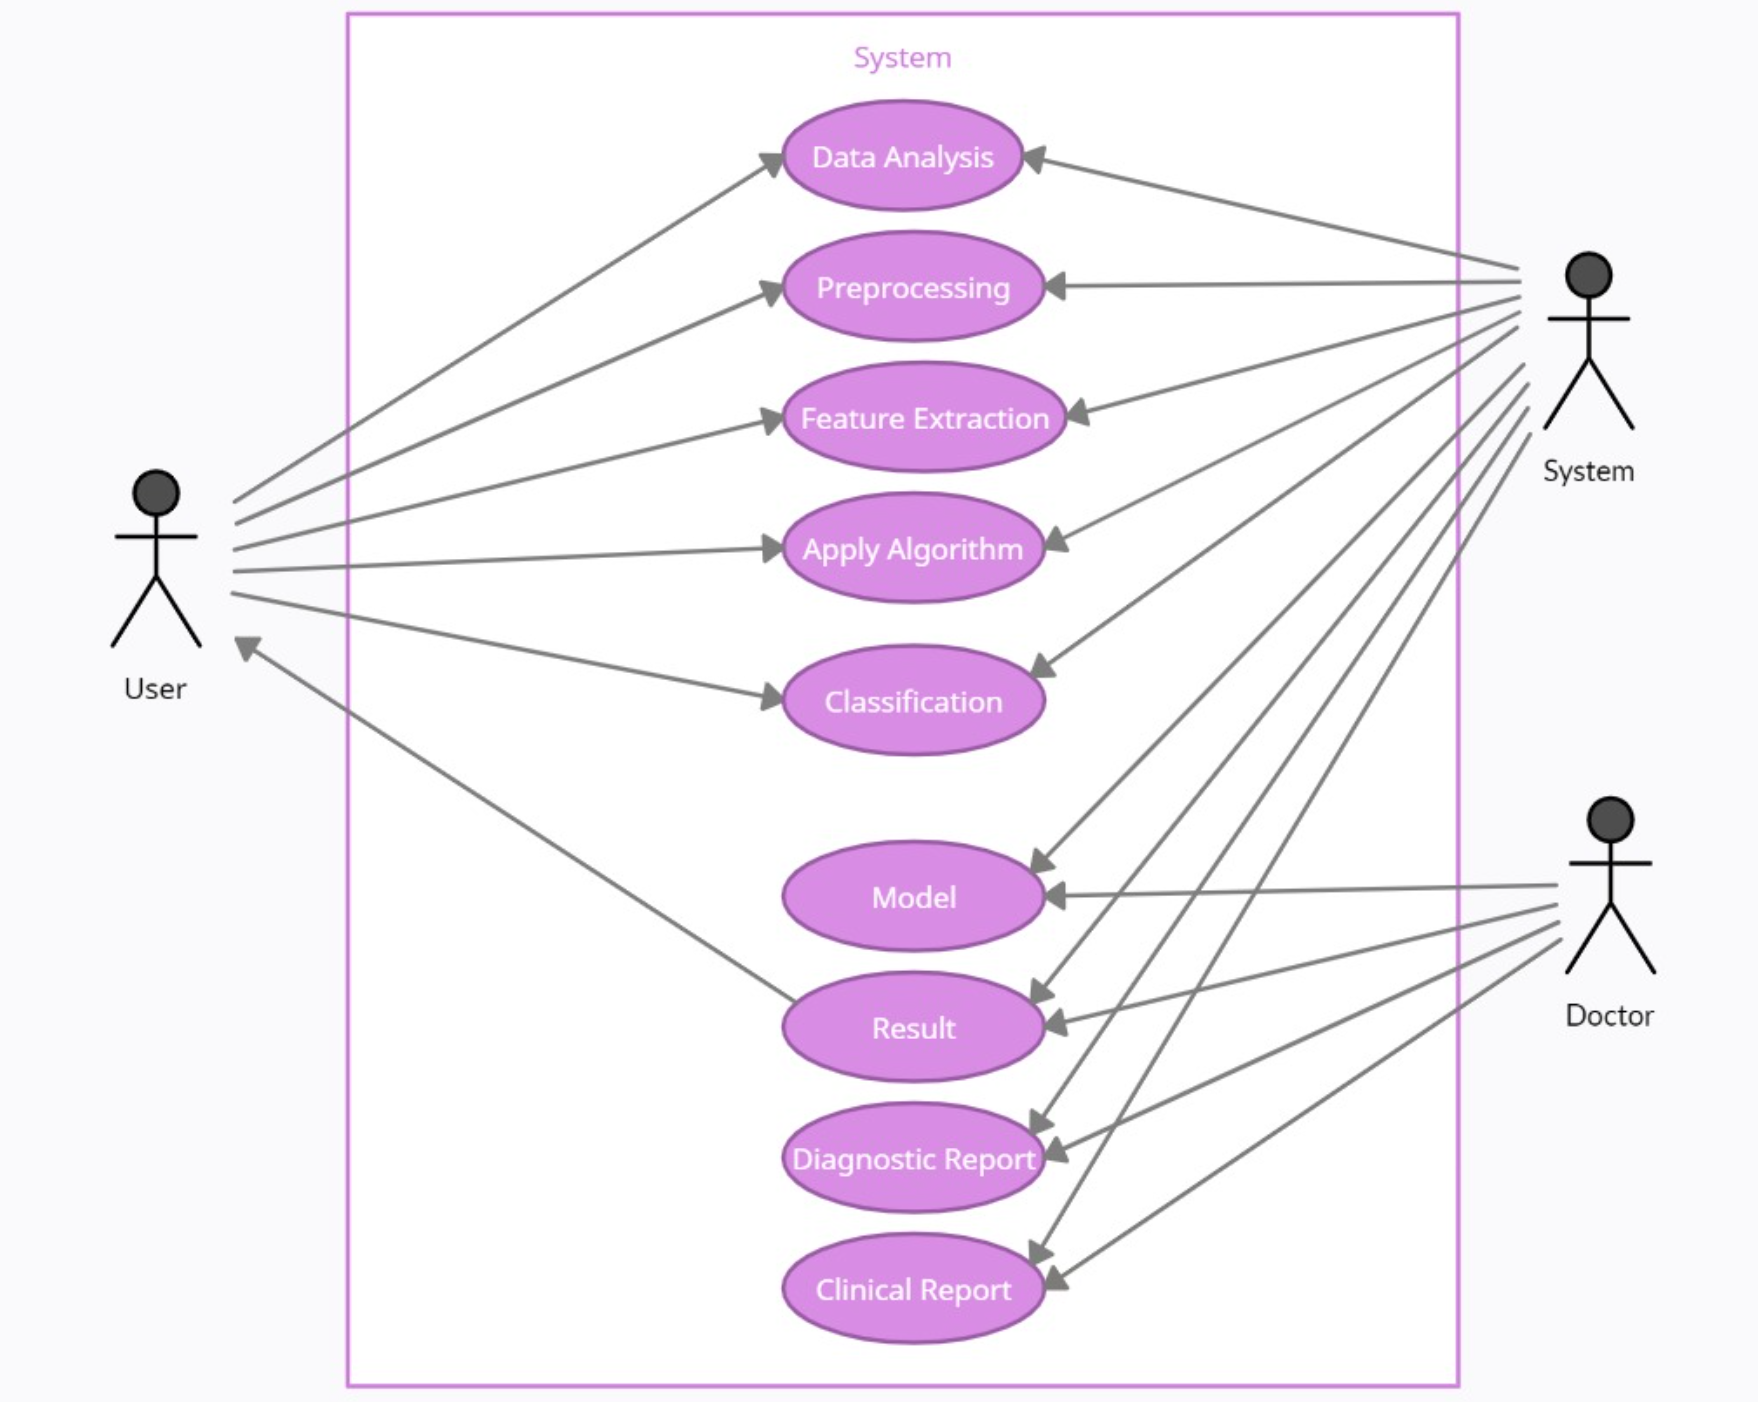 System
Data Analysis
Preprocessing
Feature Extraction
Apply Algorithm
Classification
Model
Result
Diagnostic Report
Clinical Report
User
System
Doctor